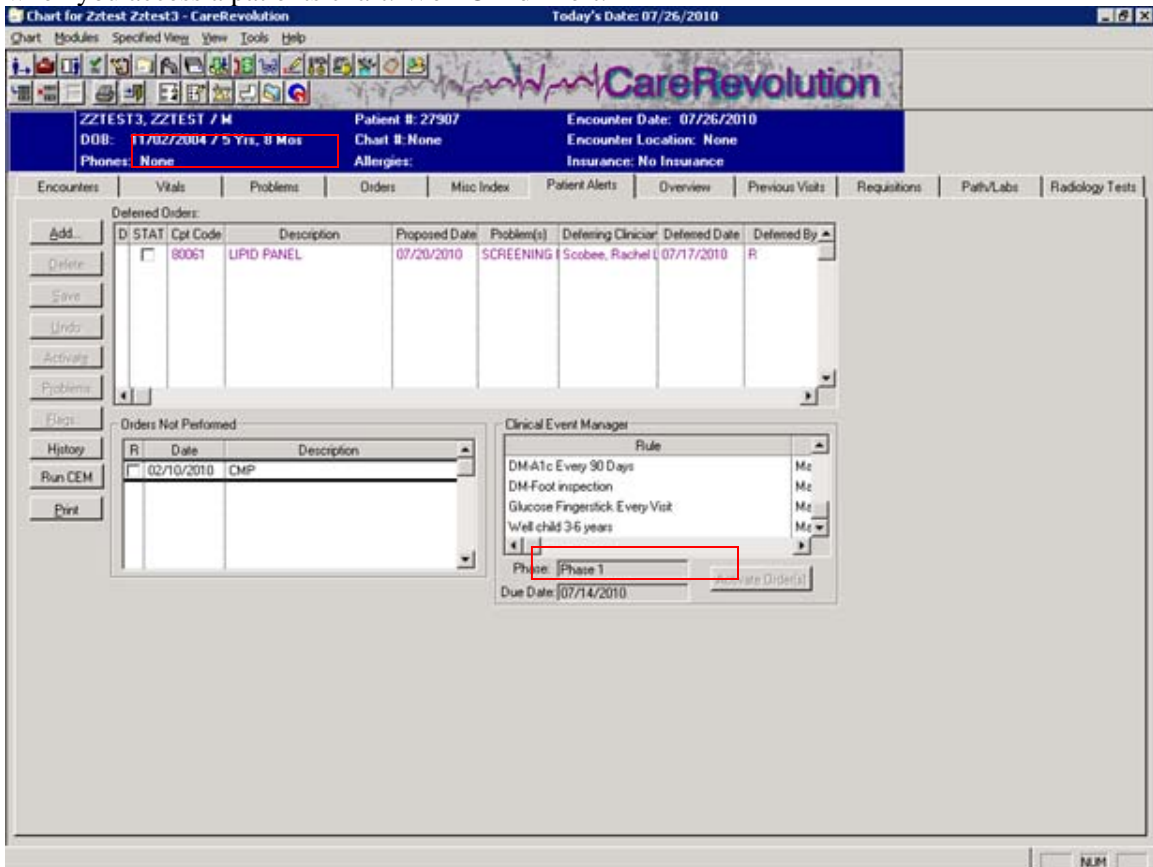 Chart for Zztest Zztest3 - CareRevolution Today's Date: 07/26/2010
Chart Modules Specified View View Tools Help
CareRevolution
ZZTEST3, ZZTEST / M Patient #: 27907 Encounter Date: 07/26/2010
DOB: 11/02/2004 / 5 Yrs, 8 Mos Chart #: None Encounter Location: None
Phones: None Allergies: Insurance: No Insurance
Encounters Vitals Problems Orders Misc Index Patient Alerts Overview Previous Visits Requisitions Path/Labs Radiology Tests
Deferred Orders:
Add...
Delete
Save
Undo
Activate
Problems
Flags
History
Run CEM
Print
D STAT Cpt Code Description Proposed Date Problem(s) Deferring Clinician Deferred Date Deferred By
80061 LIPID PANEL 07/20/2010 SCREENING Scobee, Rachel L 07/17/2010 R
Orders Not Performed
R Date Description
02/10/2010 CMP
Clinical Event Manager
Rule
DM-A1c Every 90 Days Me
DM-Foot inspection Me
Glucose Fingerstick Every Visit Me
Well child 3-6 years Me
Phase: Phase 1
Activate Order(s)
Due Date: 07/14/2010
NUM